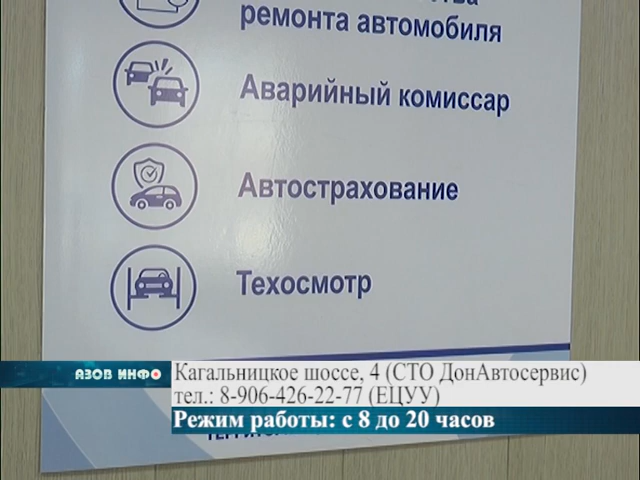 ремонта автомобиля
Аварийный комиссар
Автострахование
Техосмотр
АЗОВ ИНФО
Кагальницкое шоссе, 4 (СТО ДонАвтосервис)
тел.: 8-906-426-22-77 (ЕЦУУ)
Режим работы: с 8 до 20 часов